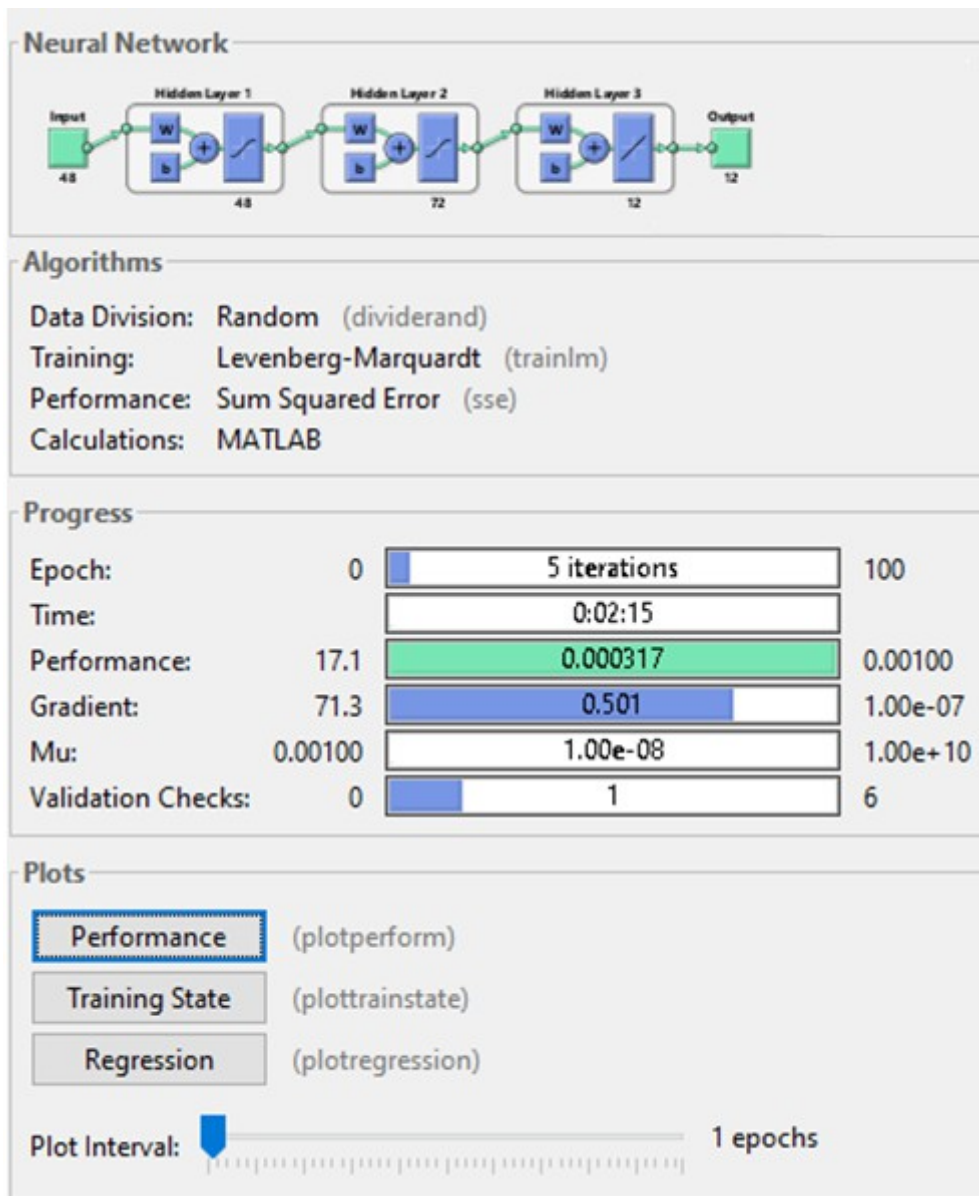 Neural Network
Hidden Layer 1 Hidden Layer 2 Hidden Layer 3
Input Output
W W W
+ + +
b b b
48 48 72 12 12
Algorithms
Data Division: Random (dividerand)
Training: Levenberg-Marquardt (trainlm)
Performance: Sum Squared Error (sse)
Calculations: MATLAB
Progress
Epoch: 0 5 iterations 100
Time: 0:02:15
Performance: 17.1 0.000317 0.00100
Gradient: 71.3 0.501 1.00e-07
Mu: 0.00100 1.00e-08 1.00e+10
Validation Checks: 0 1 6
Plots
Performance (plotperform)
Training State (plottrainstate)
Regression (plotregression)
Plot Interval: 1 epochs